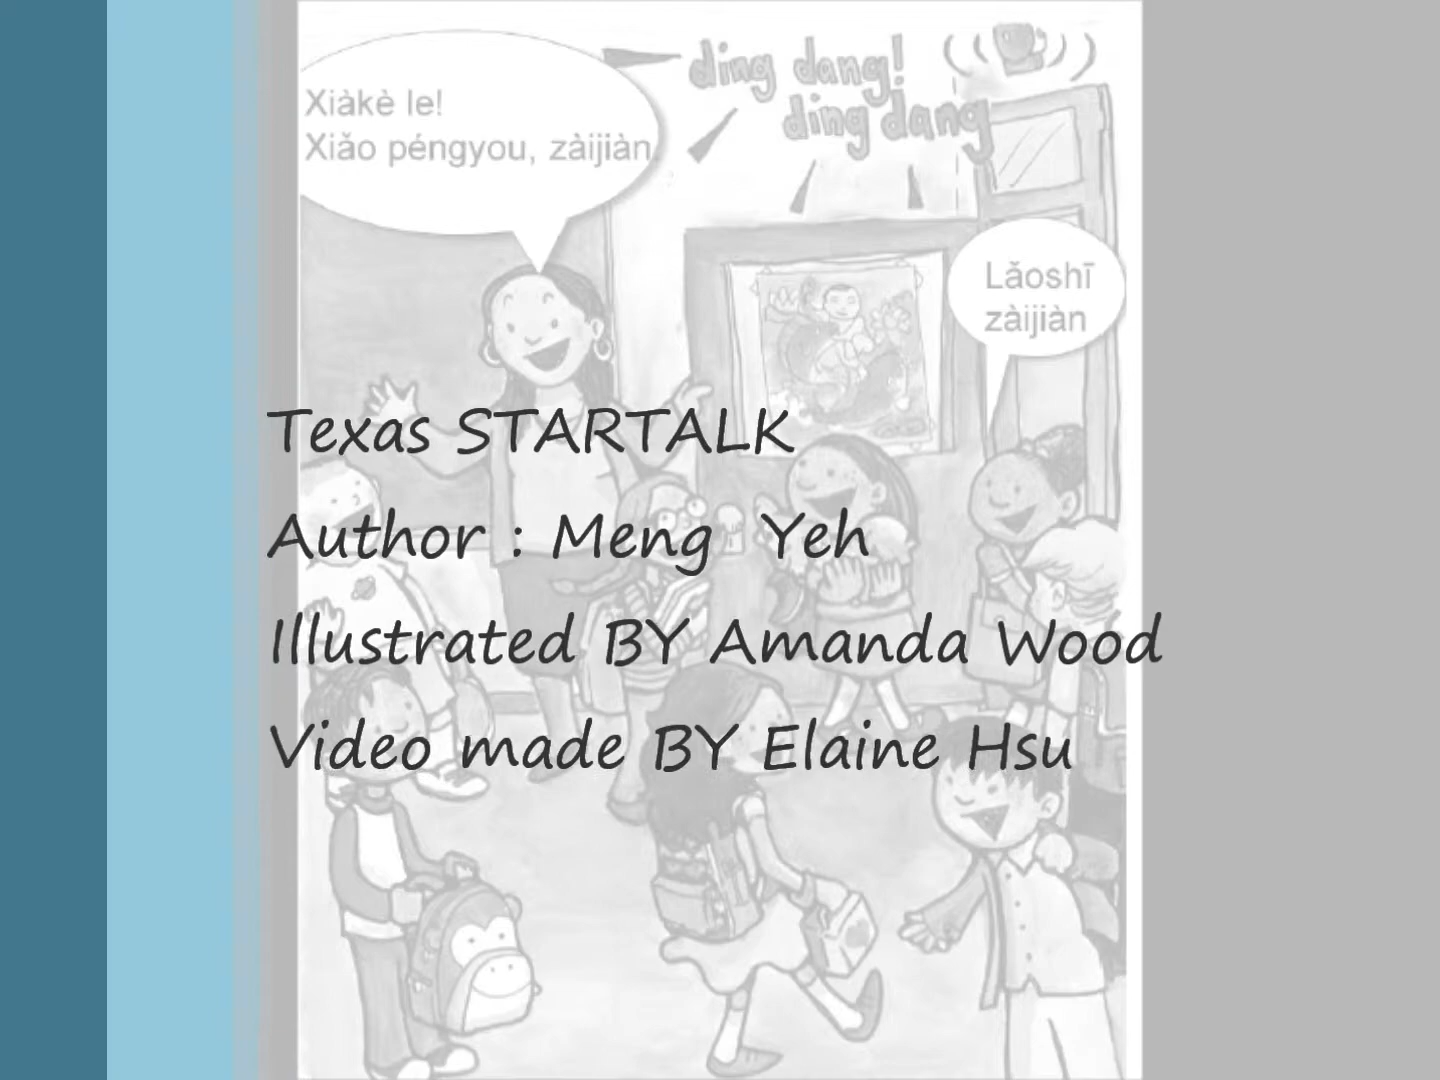 Xiàkè le!
Xiǎo péngyou, zàijiàn.
ding dang!
ding dang
Lǎoshī
zàijiàn
Texas STARTALK
Author : Meng Yeh
Illustrated BY Amanda Wood
Video made BY Elaine Hsu